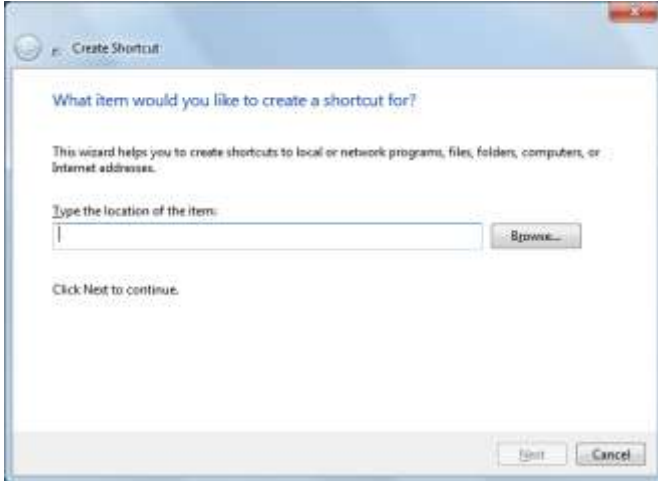 Create Shortcut
What item would you like to create a shortcut for?
This wizard helps you to create shortcuts to local or network programs, files, folders, computers, or
Internet addresses.
Type the location of the item:
Browse...
Click Next to continue.
Next Cancel